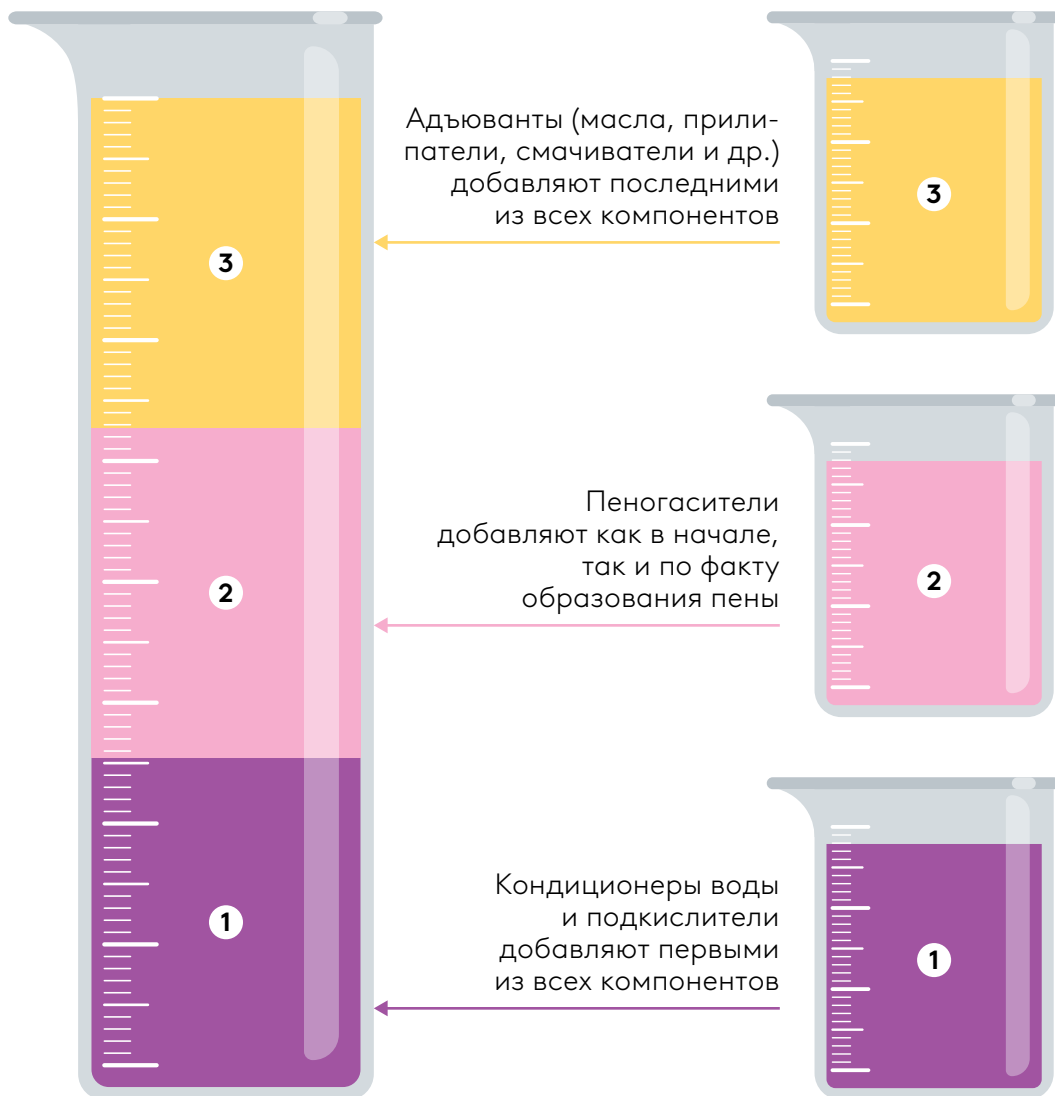 Адъюванты (масла, прили-
патели, смачиватели и др.)
добавляют последними
из всех компонентов
3
3
Пеногасители
добавляют как в начале,
так и по факту
образования пены
2
2
Кондиционеры воды
и подкислители
добавляют первыми
из всех компонентов
1
1